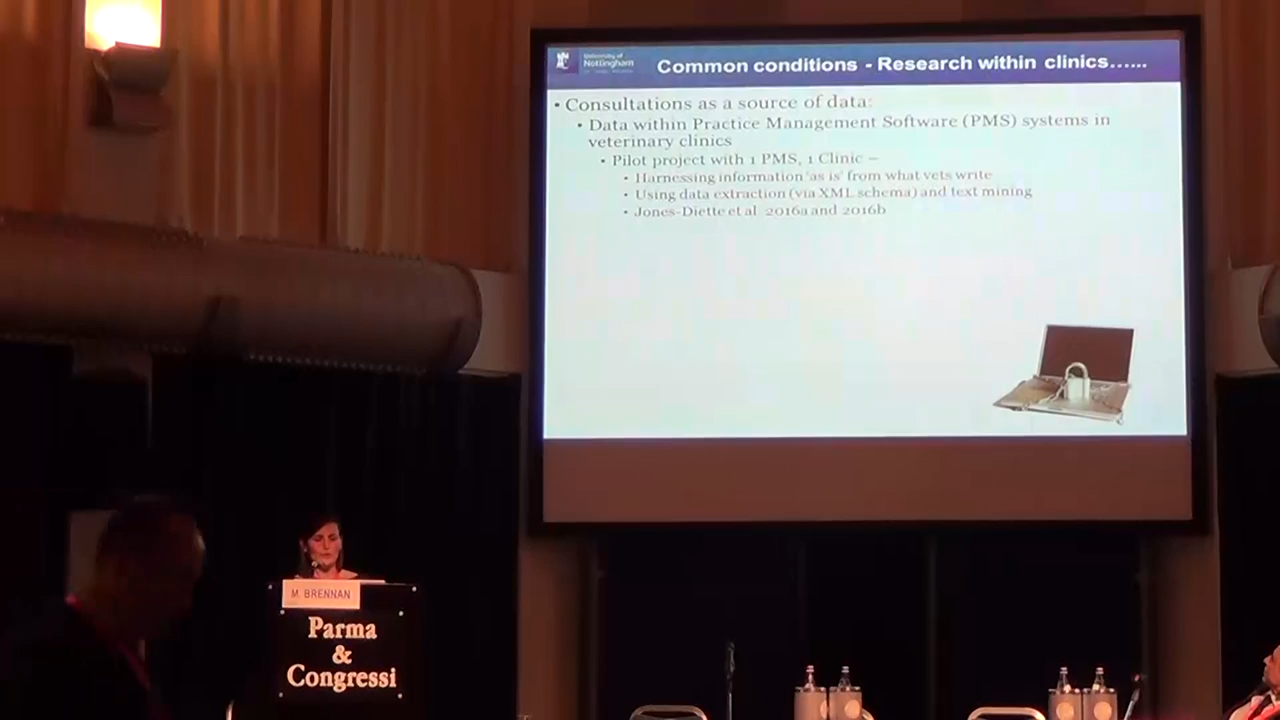 University of
Nottingham
Common conditions - Research within clinics......
• Consultations as a source of data:
• Data within Practice Management Software (PMS) systems in
veterinary clinics
• Pilot project with 1 PMS, 1 Clinic –
• Harnessing information 'as is' from what vets write
• Using data extraction (via XML schema) and text mining
• Jones-Diette et al 2016a and 2016b
M. BRENNAN
Parma
&
Congressi